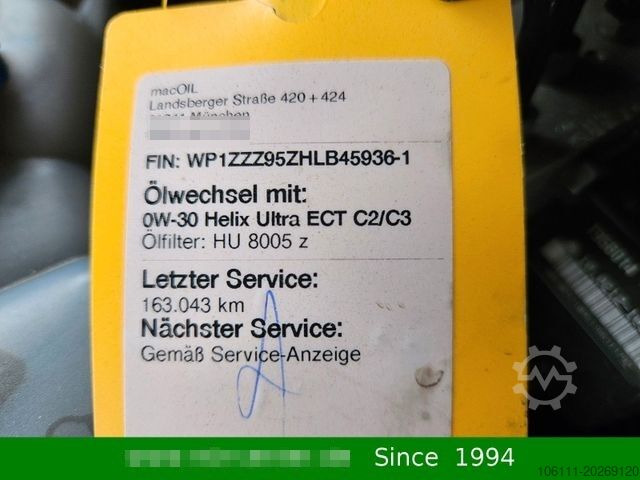 macOIL
Landsberger Straße 420 + 424
München
FIN: WP1ZZZ95ZHLB45936-1
Ölwechsel mit:
0W-30 Helix Ultra ECT C2/C3
Ölfilter: HU 8005 z
Letzter Service:
163.043 km
Nächster Service:
Gemäß Service-Anzeige
Since 1994
106111-20269120